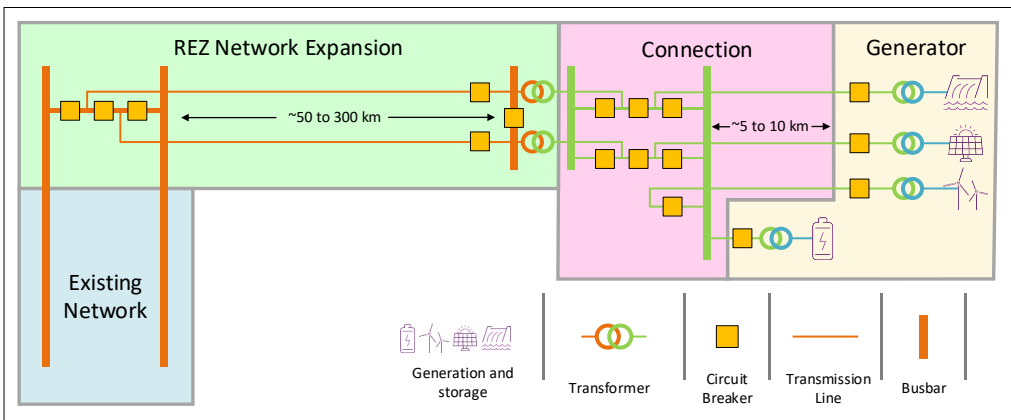 REZ Network Expansion
Connection
Generator
~50 to 300 km
~5 to 10 km
Existing
Network
Generation and
storage
Transformer
Circuit
Breaker
Transmission
Line
Busbar